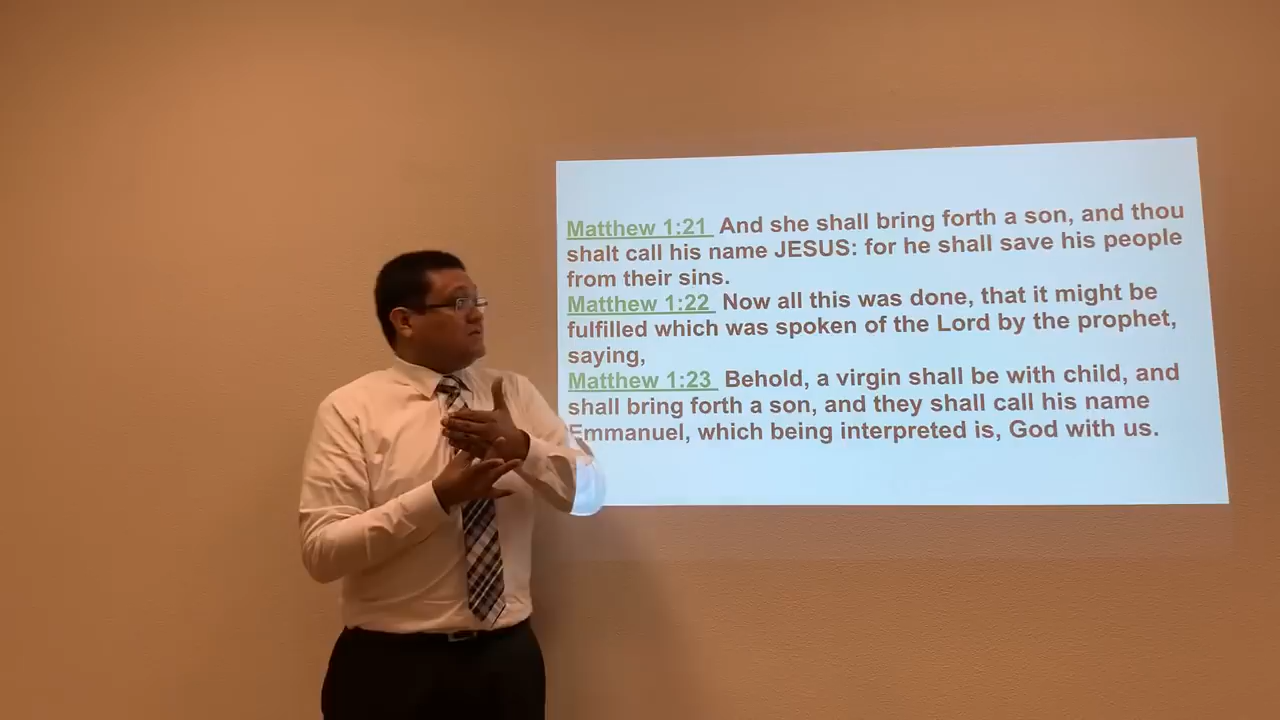 Matthew 1:21 And she shall bring forth a son, and thou
shalt call his name JESUS: for he shall save his people
from their sins.
Matthew 1:22 Now all this was done, that it might be
fulfilled which was spoken of the Lord by the prophet,
saying,
Matthew 1:23 Behold, a virgin shall be with child, and
shall bring forth a son, and they shall call his name
Emmanuel, which being interpreted is, God with us.